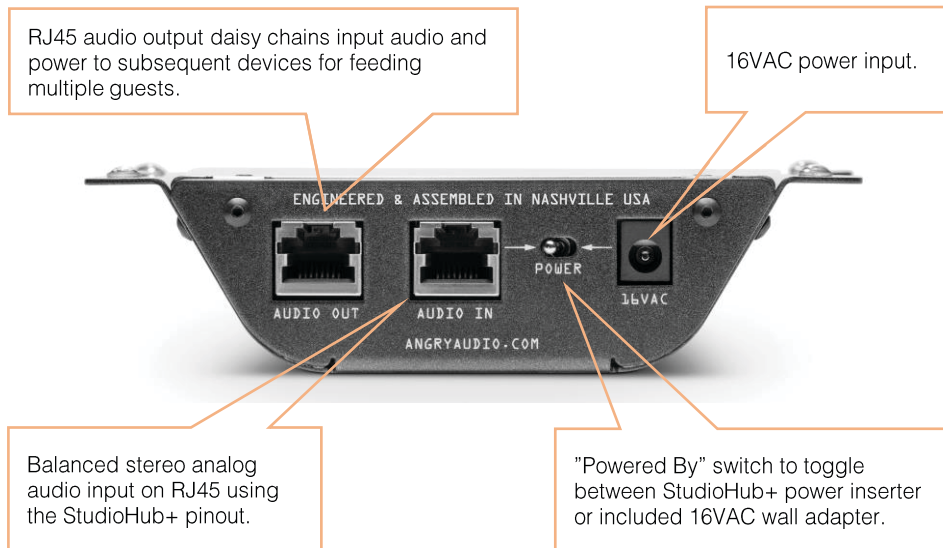 RJ45 audio output daisy chains input audio and
power to subsequent devices for feeding
multiple guests.
16VAC power input.
ENGINEERED & ASSEMBLED IN NASHVILLE USA
POWER
16VAC
AUDIO OUT
AUDIO IN
ANGRYAUDIO.COM
Balanced stereo analog
audio input on RJ45 using
the StudioHub+ pinout.
"Powered By" switch to toggle
between StudioHub+ power inserter
or included 16VAC wall adapter.